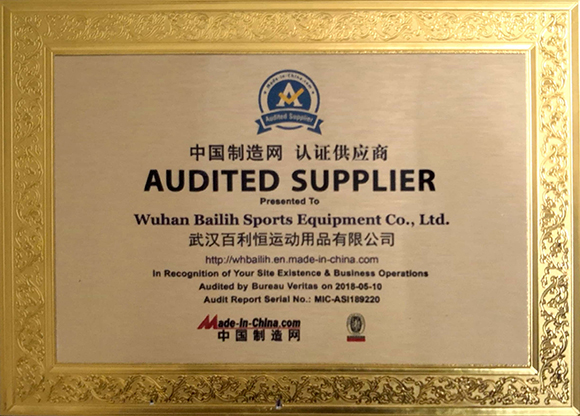 Made-in-China.com
Audited Supplier
中国制造网 认证供应商
AUDITED SUPPLIER
Presented To
Wuhan Bailih Sports Equipment Co., Ltd.
武汉百利恒运动用品有限公司
http://whbailih.en.made-in-china.com
In Recognition of Your Site Existence & Business Operations
Audited by Bureau Veritas on 2018-05-10
Audit Report Serial No.: MIC-ASI189220
Made-in-China.com
中国制造网